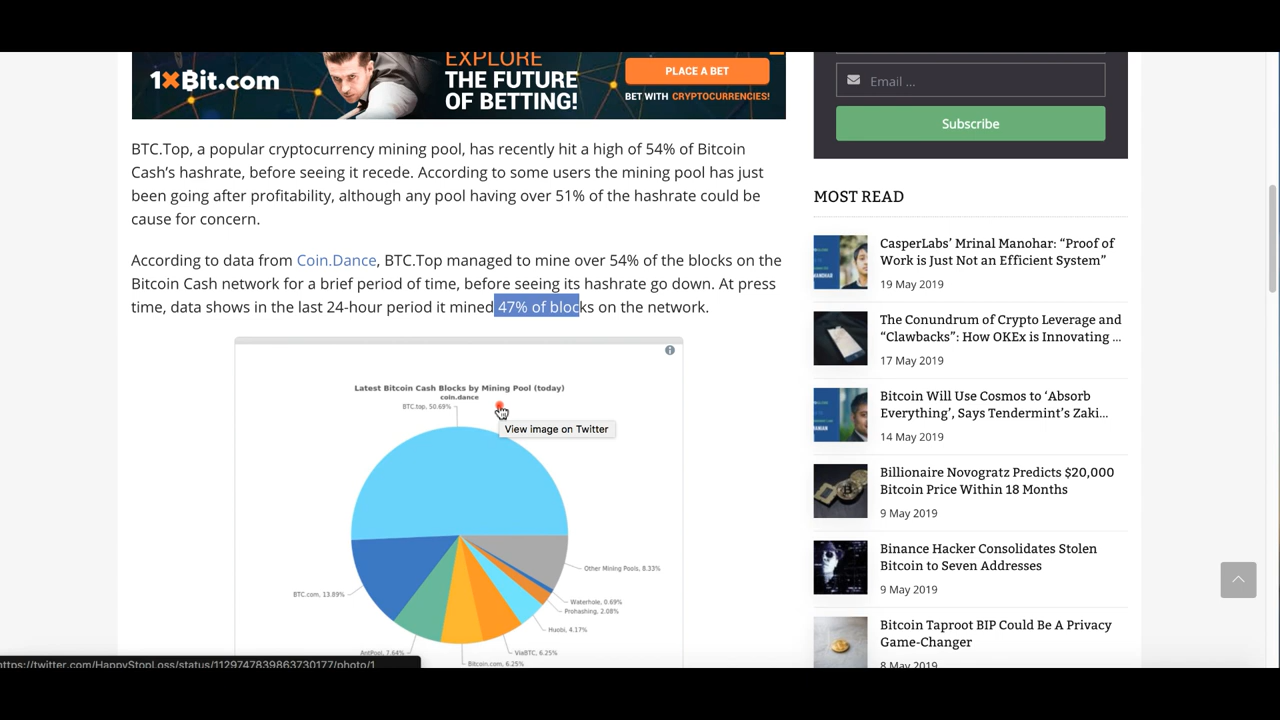 1XBit.com
EXPLORE
THE FUTURE
OF BETTING!
PLACE A BET
BET WITH CRYPTOCURRENCIES!
BTC.Top, a popular cryptocurrency mining pool, has recently hit a high of 54% of Bitcoin
Cash's hashrate, before seeing it recede. According to some users the mining pool has just
been going after profitability, although any pool having over 51% of the hashrate could be
cause for concern.
According to data from Coin.Dance, BTC.Top managed to mine over 54% of the blocks on the
Bitcoin Cash network for a brief period of time, before seeing its hashrate go down. At press
time, data shows in the last 24-hour period it mined 47% of blocks on the network.
Latest Bitcoin Cash Blocks by Mining Pool (today)
coin.dance
BTC.top, 50.69%
View image on Twitter
Other Mining Pools, 8.33%
BTC.com, 13.89%
Waterhole, 0.69%
Prohashing, 2.08%
Huobi, 4.17%
AntPool, 7.64%
ViaBTC, 6.25%
Bitcoin.com, 6.25%
https://twitter.com/HappyStopLoss/status/1129747839863730177/photo/1
Email ...
Subscribe
MOST READ
CasperLabs' Mrinal Manohar: “Proof of
Work is Just Not an Efficient System”
19 May 2019
The Conundrum of Crypto Leverage and
“Clawbacks”: How OKEx is Innovating ...
17 May 2019
Bitcoin Will Use Cosmos to ‘Absorb
Everything’, Says Tendermint's Zaki...
14 May 2019
Billionaire Novogratz Predicts $20,000
Bitcoin Price Within 18 Months
9 May 2019
Binance Hacker Consolidates Stolen
Bitcoin to Seven Addresses
9 May 2019
Bitcoin Taproot BIP Could Be A Privacy
Game-Changer
8 May 2019